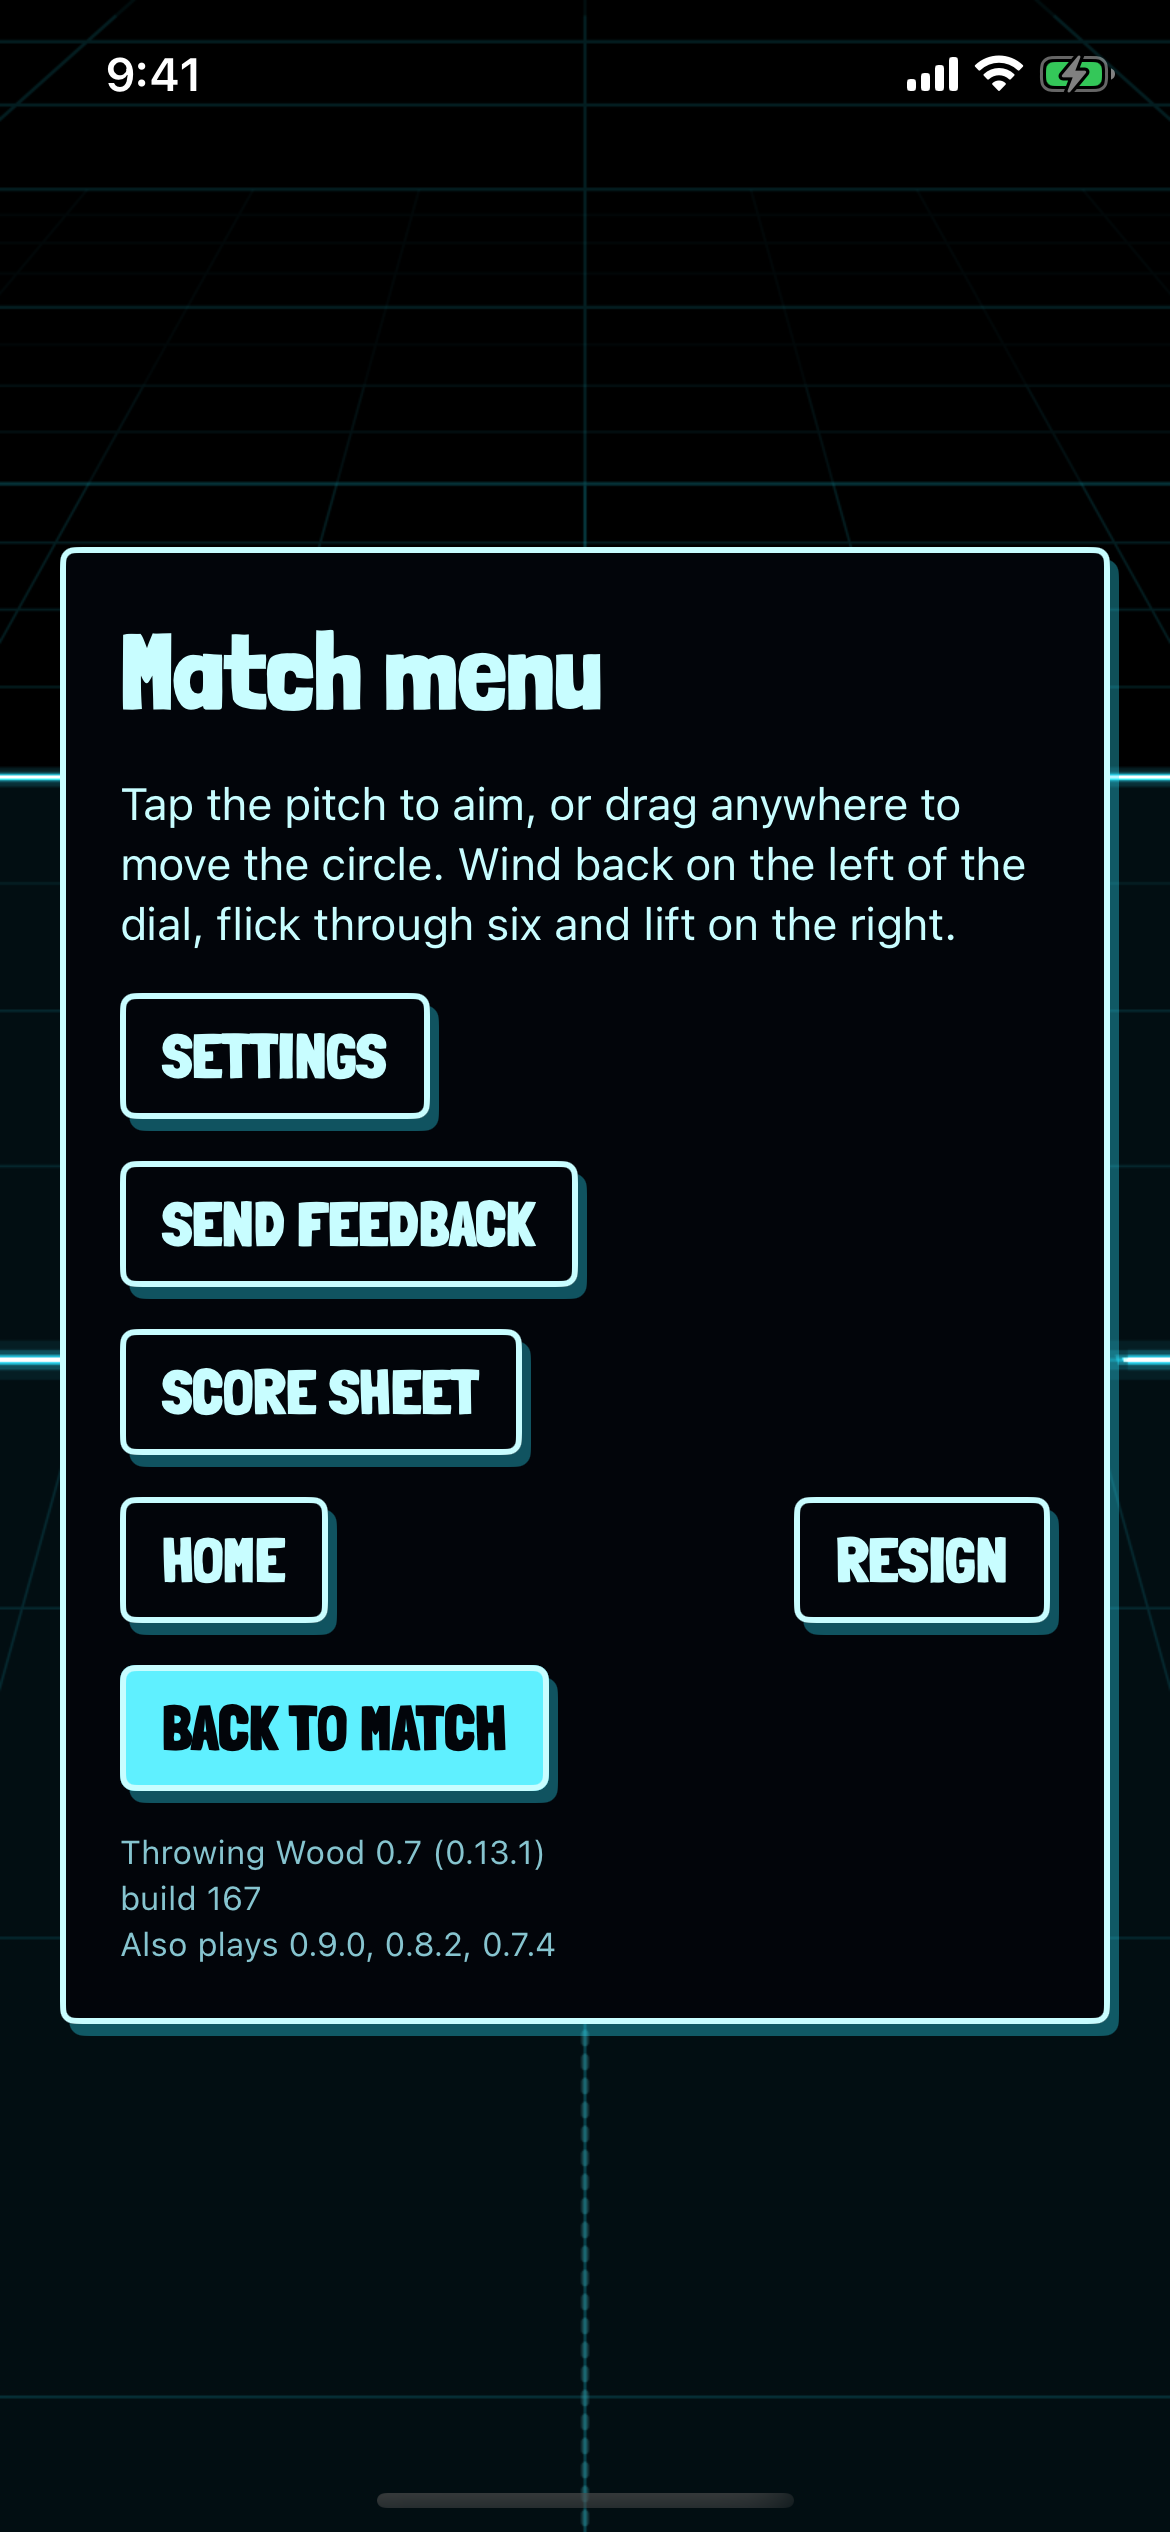 9:41
Match menu
Tap the pitch to aim, or drag anywhere to
move the circle. Wind back on the left of the
dial, flick through six and lift on the right.
SETTINGS
SEND FEEDBACK
SCORE SHEET
HOME
RESIGN
BACK TO MATCH
Throwing Wood 0.7 (0.13.1)
build 167
Also plays 0.9.0, 0.8.2, 0.7.4